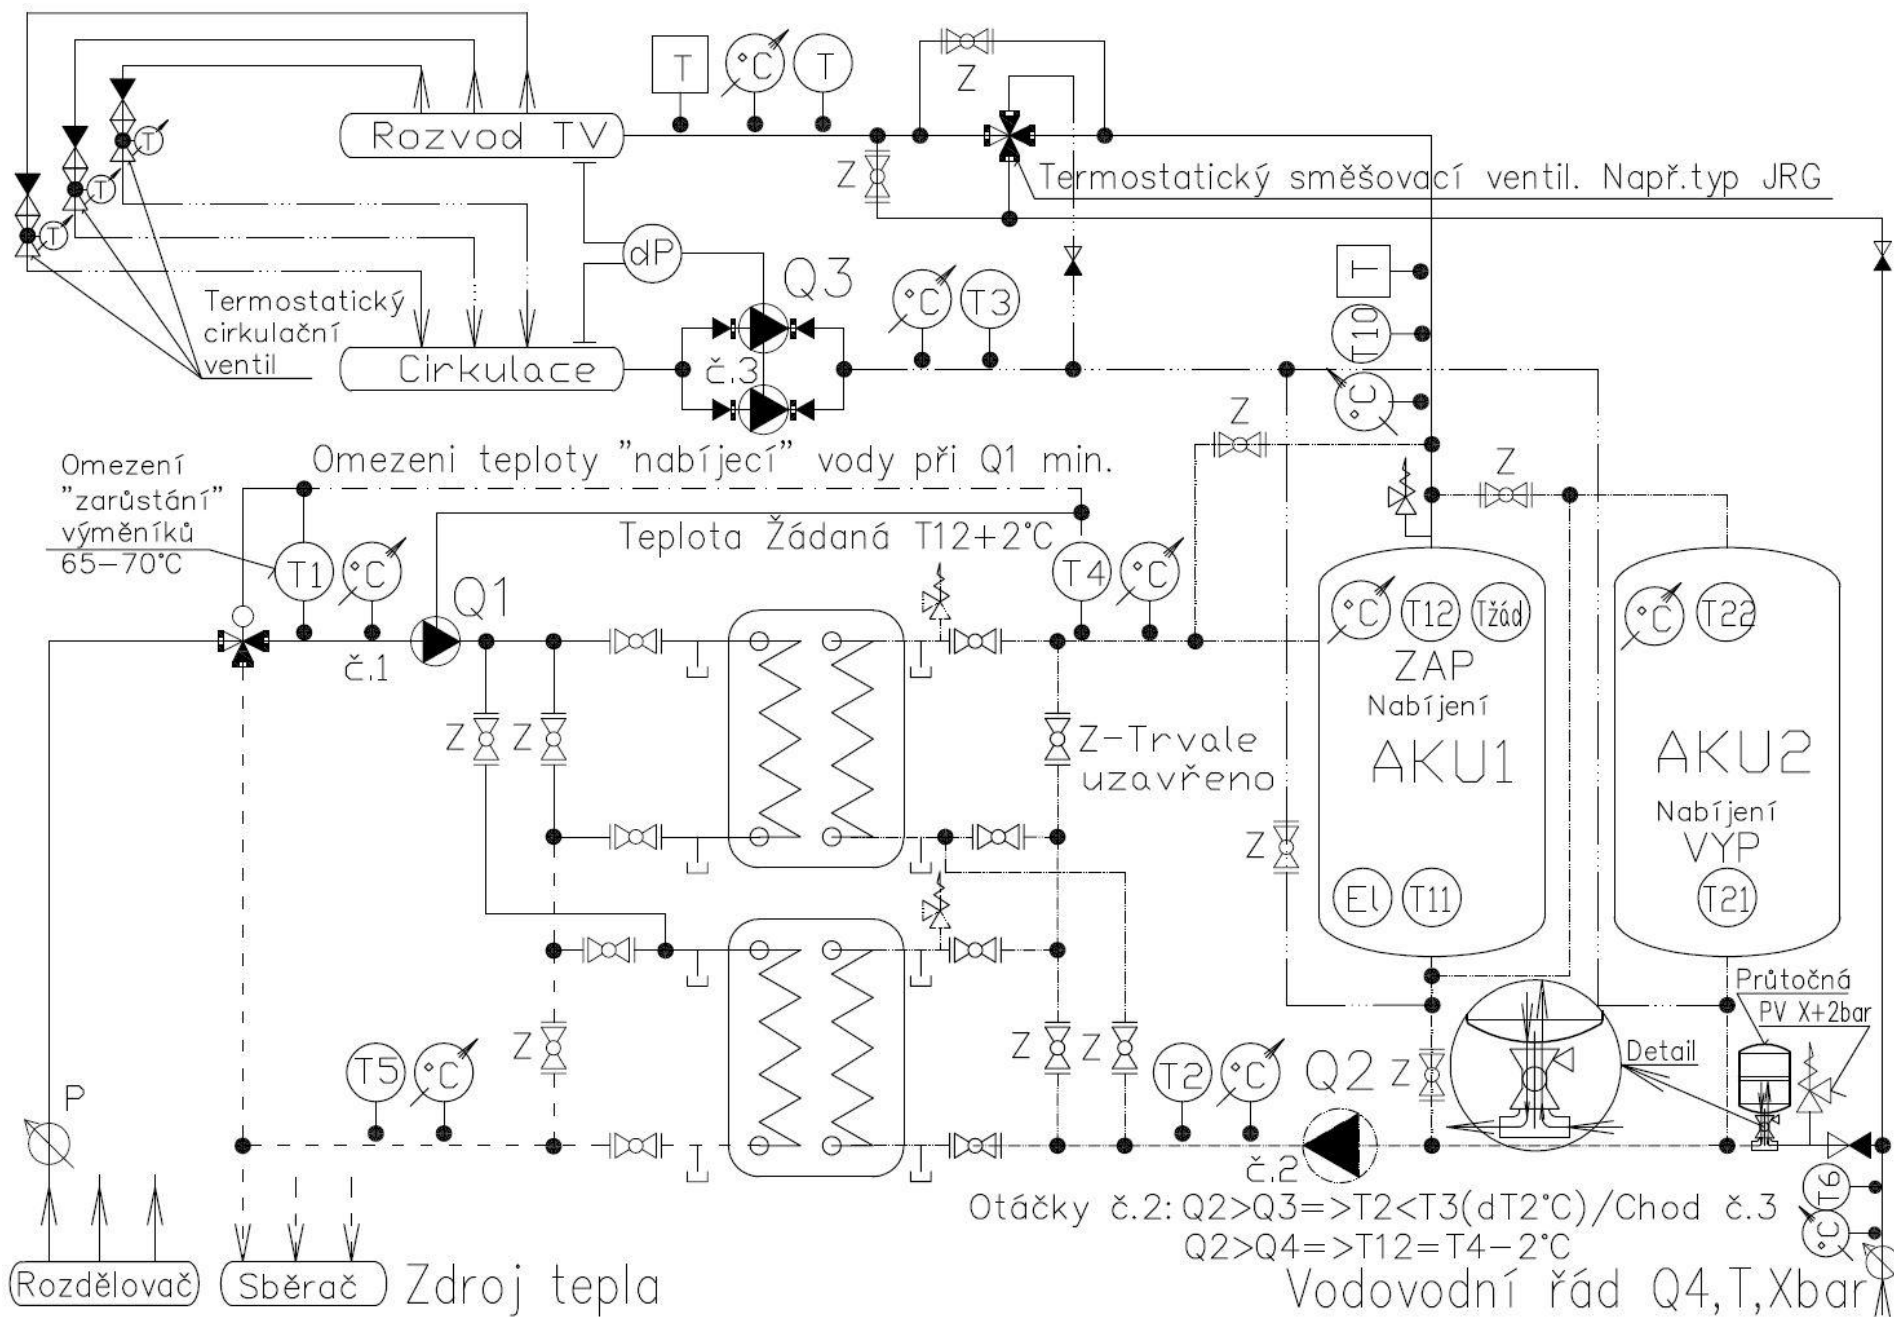 T
°C
T
Z
Rozvod TV
T
T
T
Z
Termostatický směšovací ventil. Např.typ JRG
dP
Q3
°C
T3
T
T10
°C
Termostatický
cirkulační
ventil
Cirkulace
č.3
Z
Omezení
"zarůstání"
výměníků
65-70°C
Omezeni teploty "nabíjecí" vody při Q1 min.
Z
Teplota Žádaná T12+2°C
T1
°C
Q1
T4
°C
č.1
°C
T12
Tžád
ZAP
Nabíjení
AKU1
°C
T22
AKU2
Nabíjení
VYP
Z
Z
Z-Trvale
uzavřeno
Z
El
T11
T21
Průtočná
PV X+2bar
Detail
T5
°C
Z
Z
Z
T2
°C
Q2
Z
P
č.2
T6
°C
Otáčky č.2: Q2>Q3=>T2<T3(dT2°C)/Chod č.3
Q2>Q4=>T12=T4-2°C
Rozdělovač
Sběrač
Zdroj tepla
Vodovodní řád Q4,T,Xbar